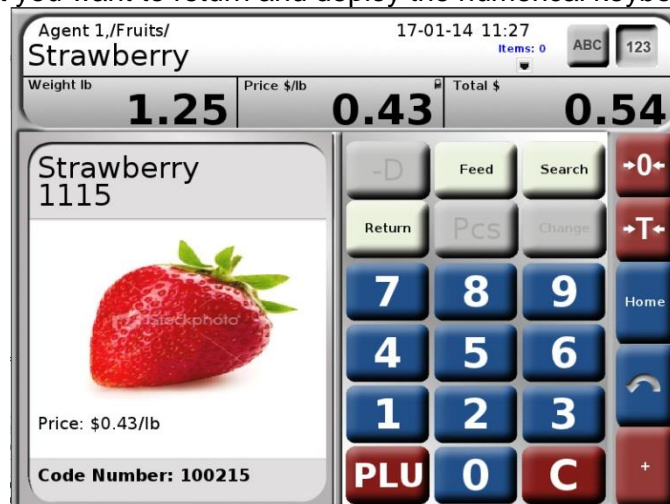 you want to return and deploy the numerical keybo
Agent 1,/Fruits/
17-01-14 11:27
Strawberry
Items: 0
ABC
123
Weight lb
1.25
Price $/lb
0.43
Total $
0.54
Strawberry
1115
iStockphoto
Price: $0.43/lb
Code Number: 100215
-D
Feed
Search
→0←
Return
Pcs
Change
→T←
7
8
9
Home
4
5
6
1
2
3
PLU
0
C
+